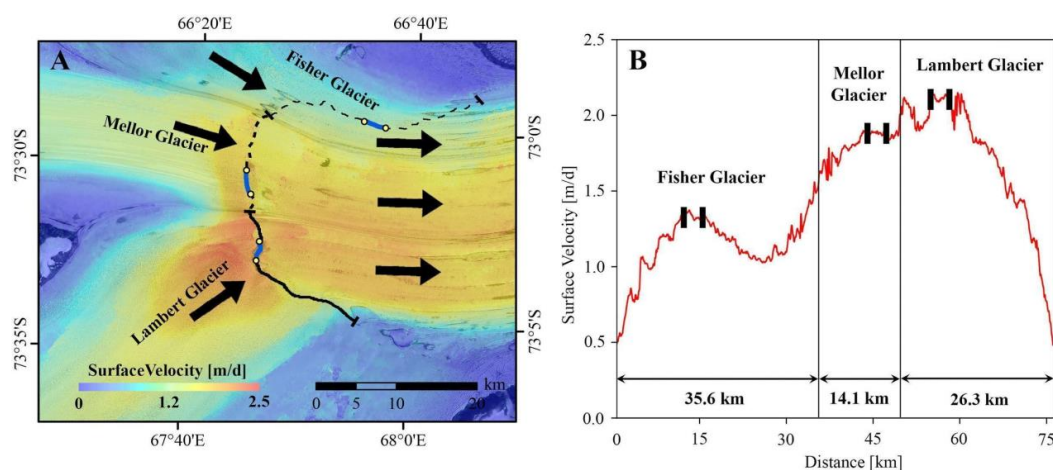 66°20'E
66°40'E
A
Fisher Glacier
Mellor Glacier
Lambert Glacier
73°30'S
73°35'S
73°0'S
73°5'S
SurfaceVelocity [m/d]
0
1.2
2.5
km
0
5
10
20
67°40'E
68°0'E
B
Surface Velocity [m/d]
2.5
2.0
1.5
1.0
0.5
0.0
Fisher Glacier
Mellor
Glacier
Lambert Glacier
35.6 km
14.1 km
26.3 km
0
15
30
45
60
75
Distance [km]